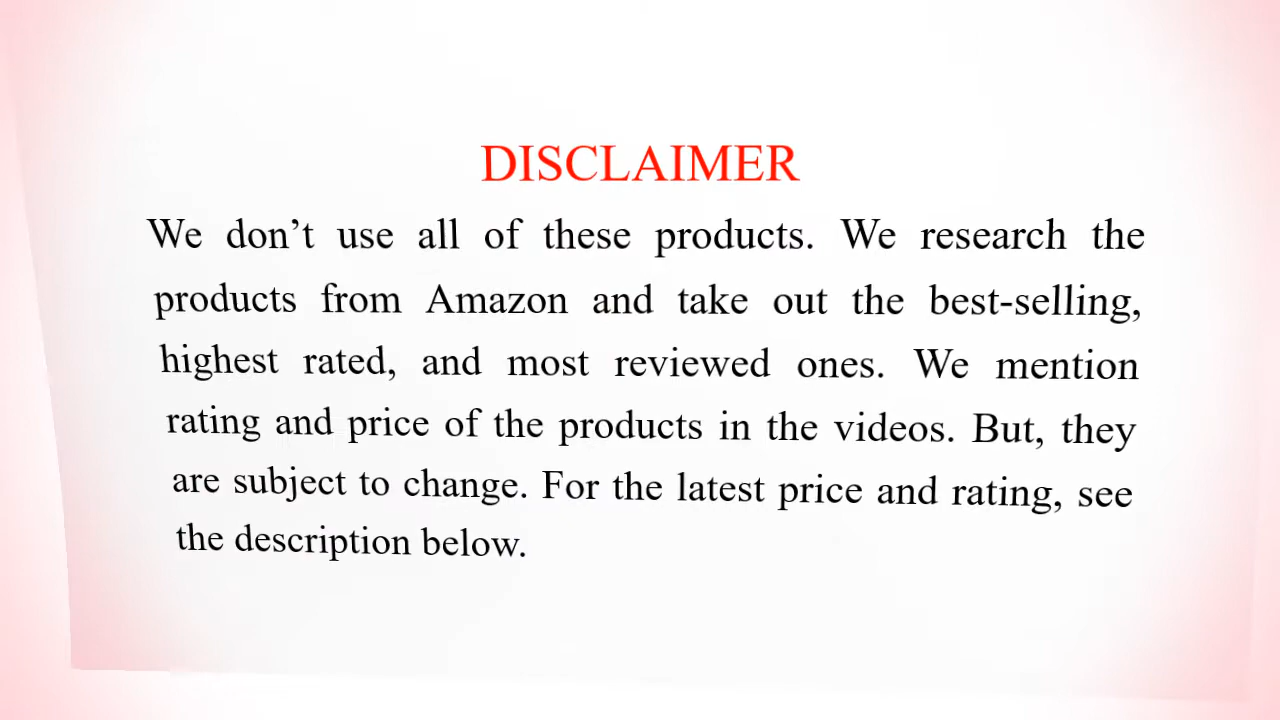 DISCLAIMER
We don’t use all of these products. We research the
products from Amazon and take out the best-selling,
highest rated, and most reviewed ones. We mention
rating and price of the products in the videos. But, they
are subject to change. For the latest price and rating, see
the description below.